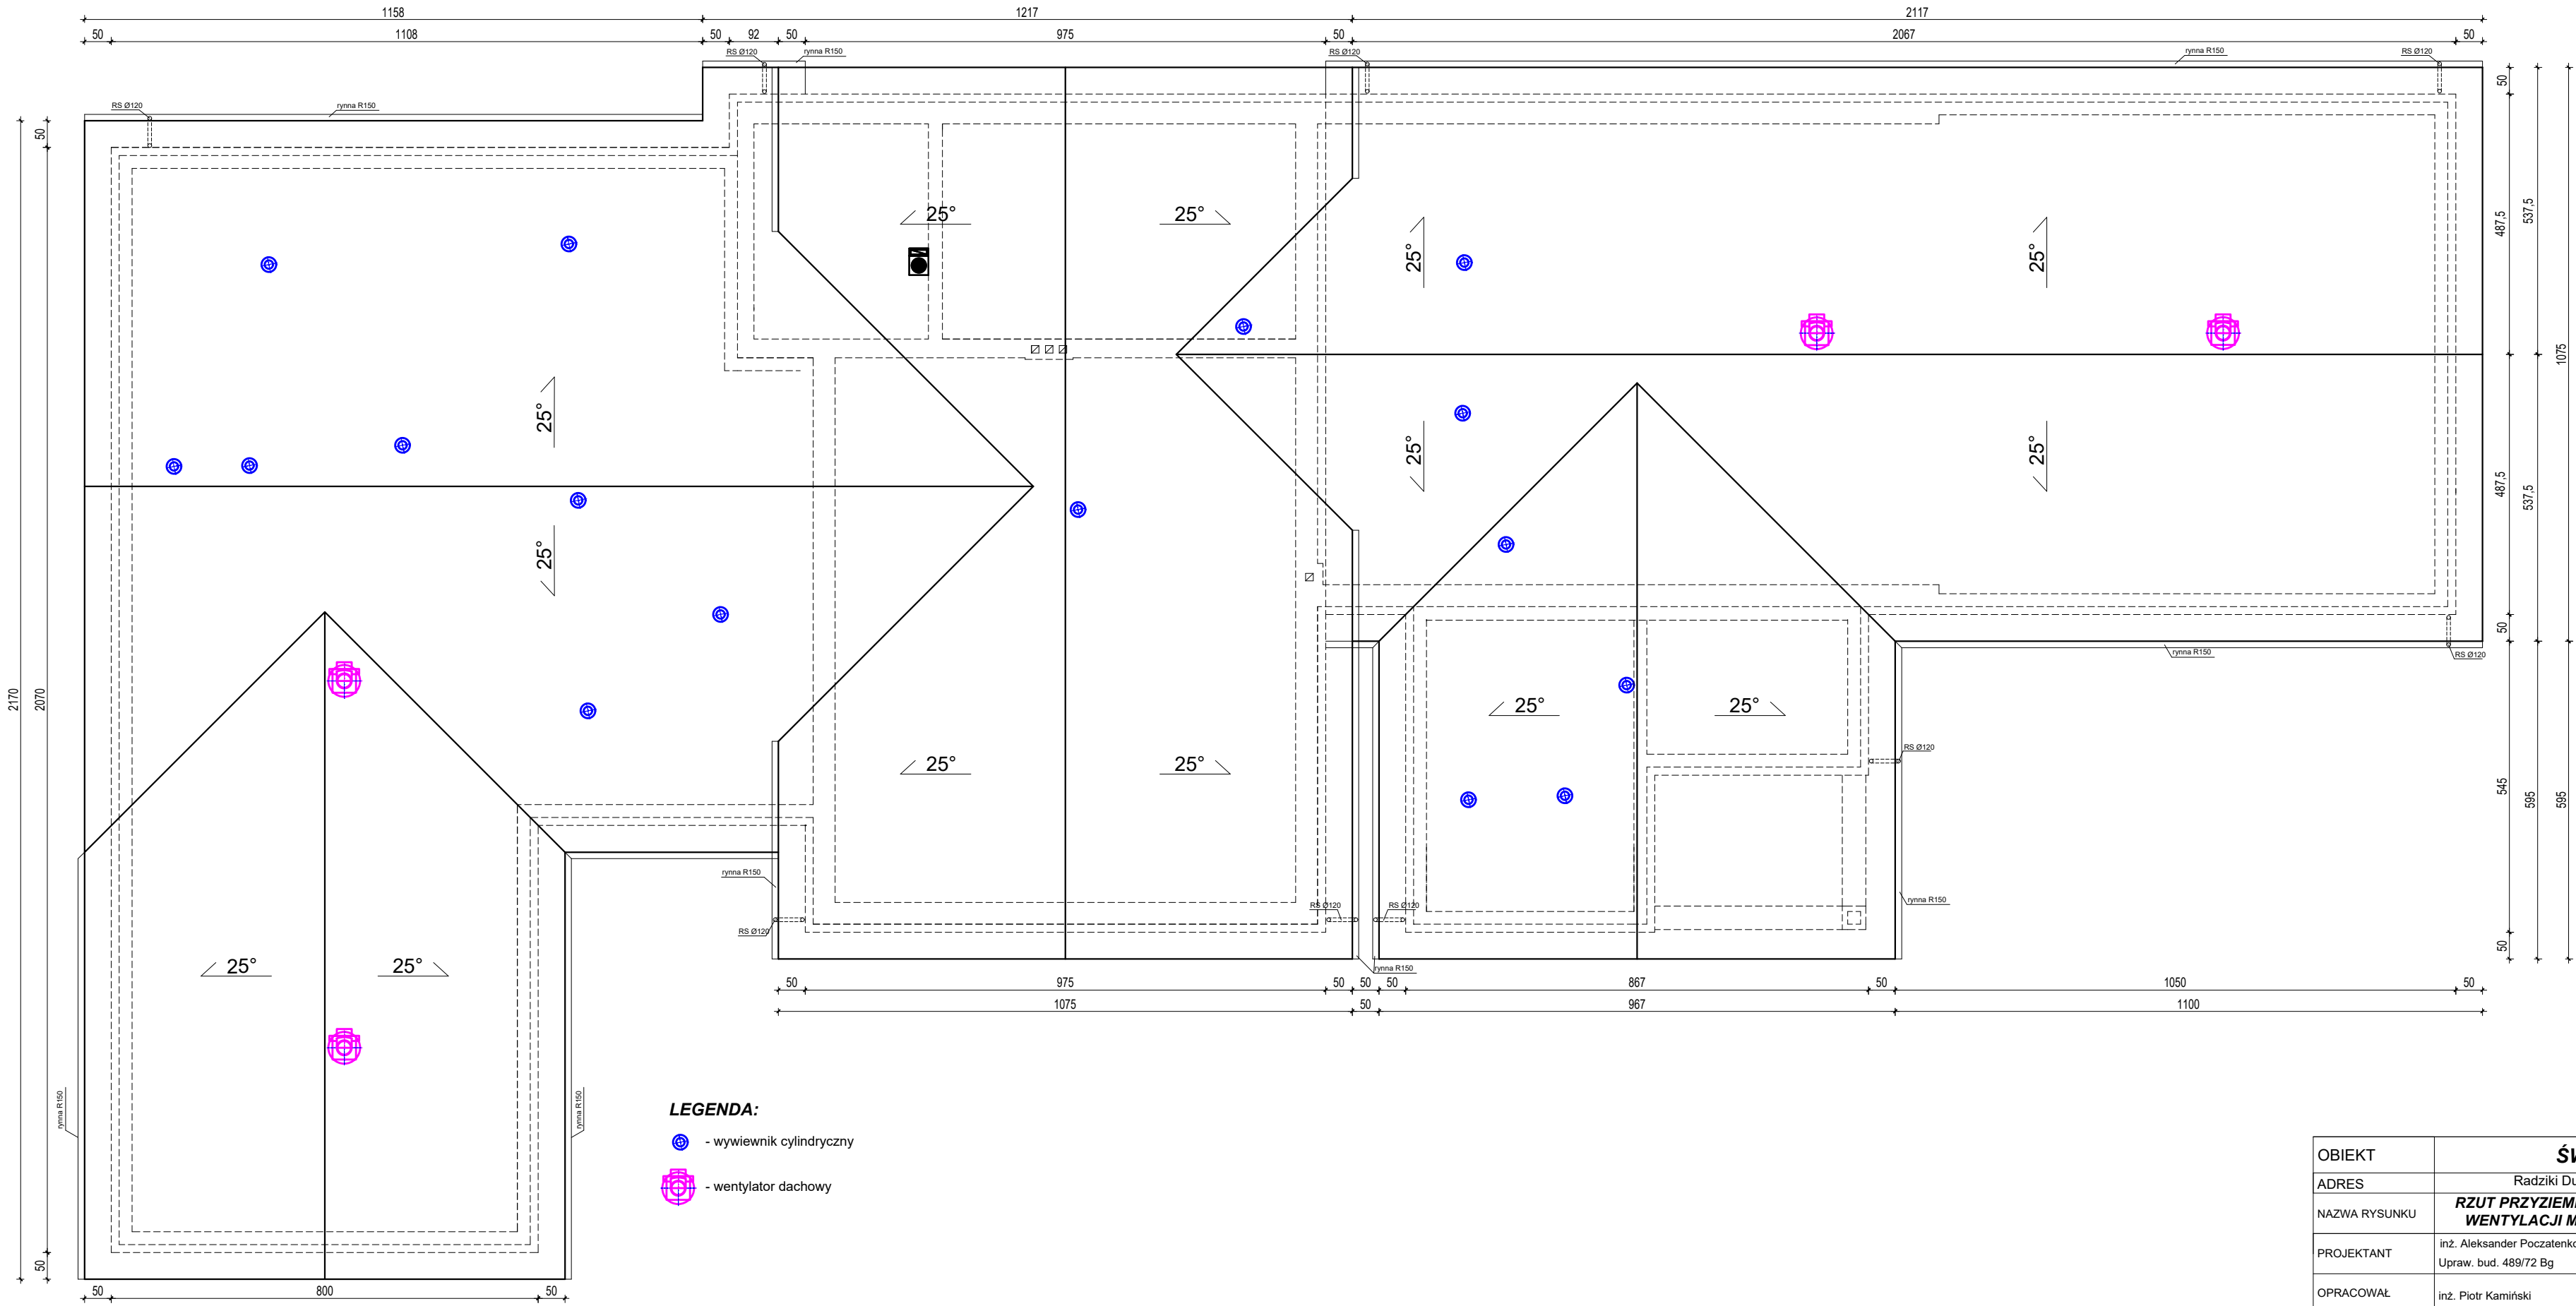 1158 1217 2117
50 1108 50 92 50 975 50 2067 50
RS Ø120 rynna R150 RS Ø120 rynna R150 RS Ø120
RS Ø120 rynna R150
50 50
25° 25°
25° 25° 487,5 537,5
1075
25°
25° 25° 487,5 537,5
25°
50
rynna R150 RS Ø120
2170 2070
25° 25°
RS Ø120
25° 25°
545 595 595
rynna R150
RS Ø120 RS Ø120 RS Ø120 rynna R150
50
25° 25° rynna R150
50 975 50 50 50 867 50 1050 50
1075 50 967 1100
rynna R150 rynna R150
LEGENDA:
- wywiewnik cylindryczny
- wentylator dachowy
50
50 800 50
OBIEKT
ADRES Radziki
NAZWA RYSUNKU RZUT
WENTYLACJI
PROJEKTANT inż. Aleksander
Upraw. bud. 489/72 Bg
OPRACOWAŁ inż. Piotr Kamiński